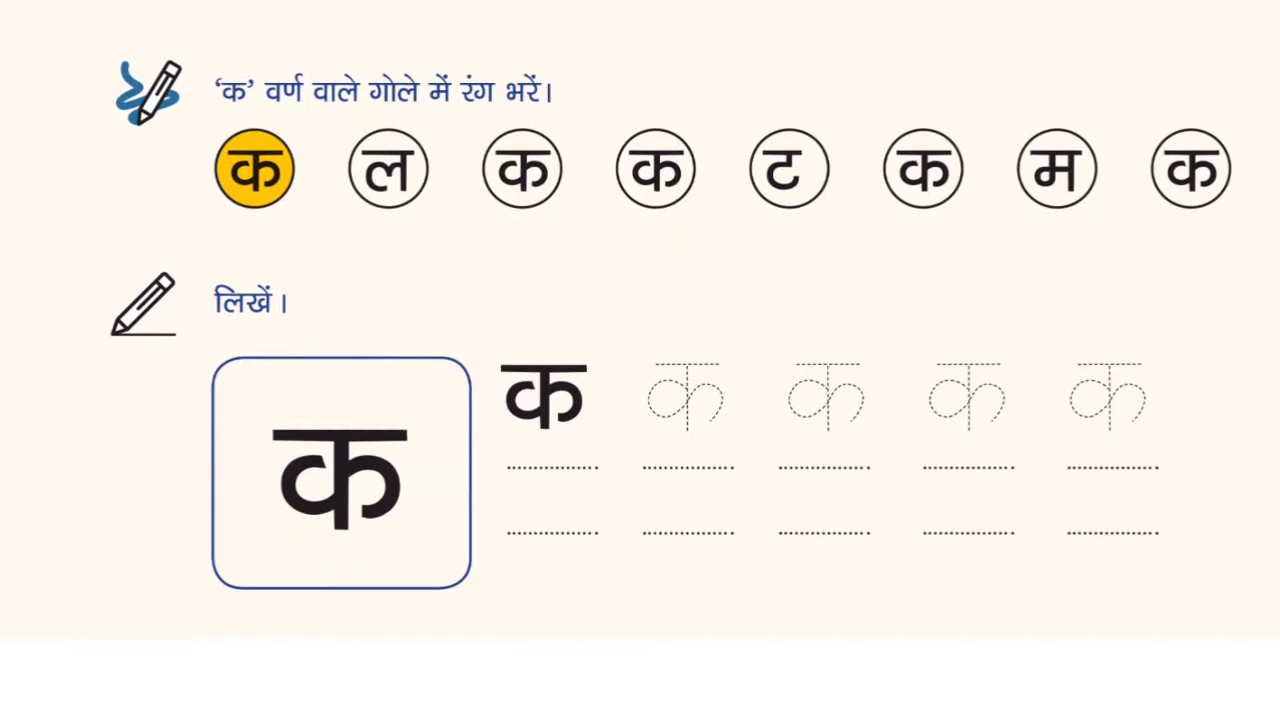 ‘क’ वर्ण वाले गोले में रंग भरें।
क ल क क ट क म क
लिखें।
क क क क क क